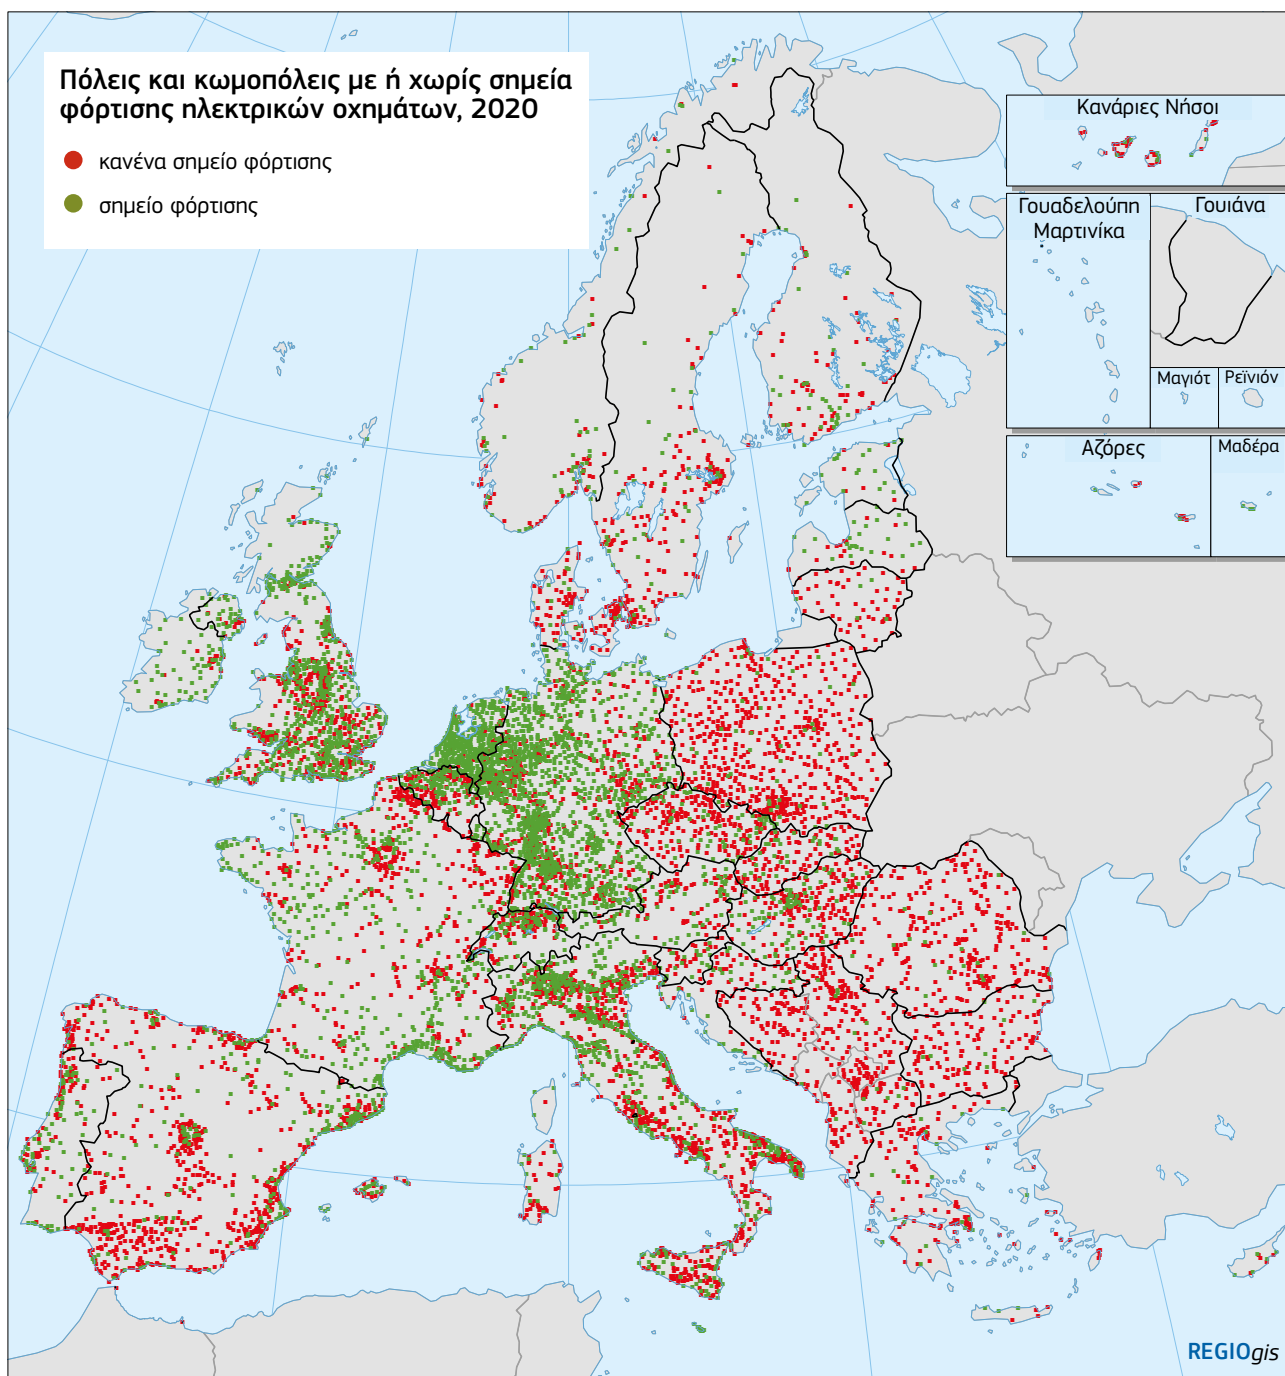 Πόλεις και κωμοπόλεις με ή χωρίς σημεία
φόρτισης ηλεκτρικών οχημάτων, 2020
κανένα σημείο φόρτισης
σημείο φόρτισης
Κανάριες Νήσοι
Γουαδελούπη
Μαρτινίκα
Γουιάνα
Μαγιότ
Ρεϊνιόν
Αζόρες
Μαδέρα
REGIOgis